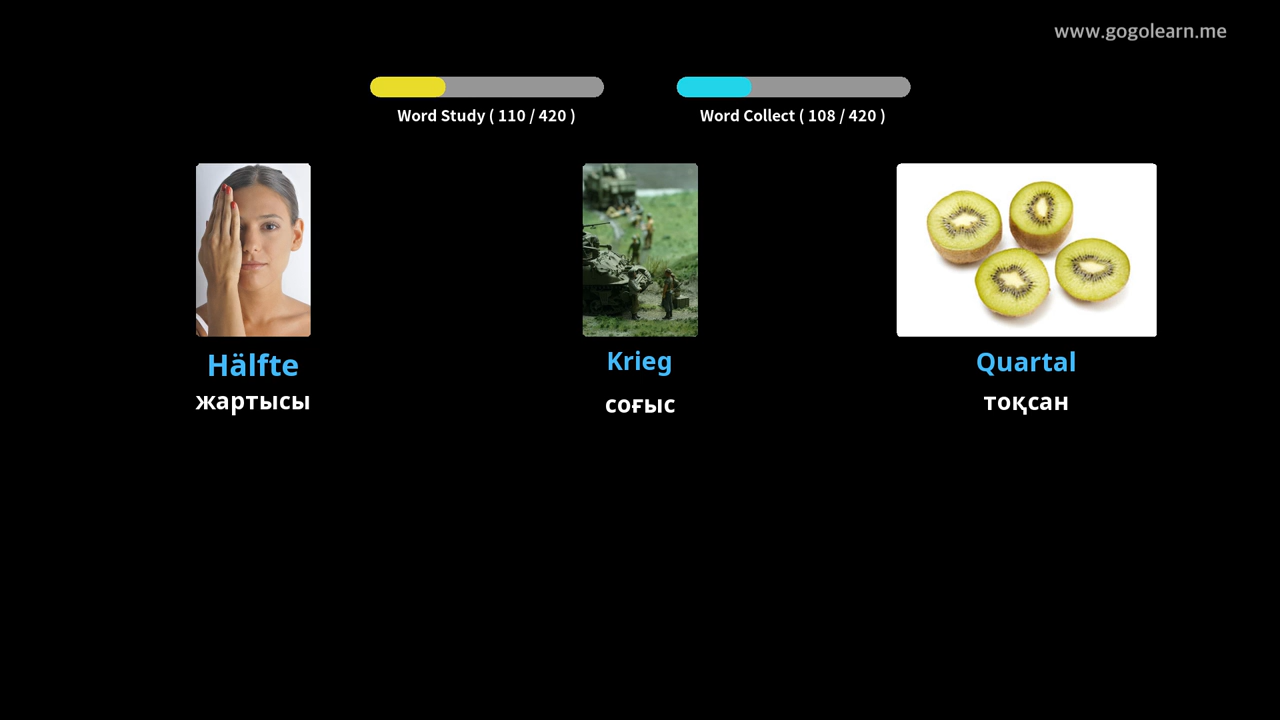 www.gogolearn.me
Word Study ( 110 / 420 )
Word Collect ( 108 / 420 )
Hälfte
жартысы
Krieg
соғыс
Quartal
тоқсан